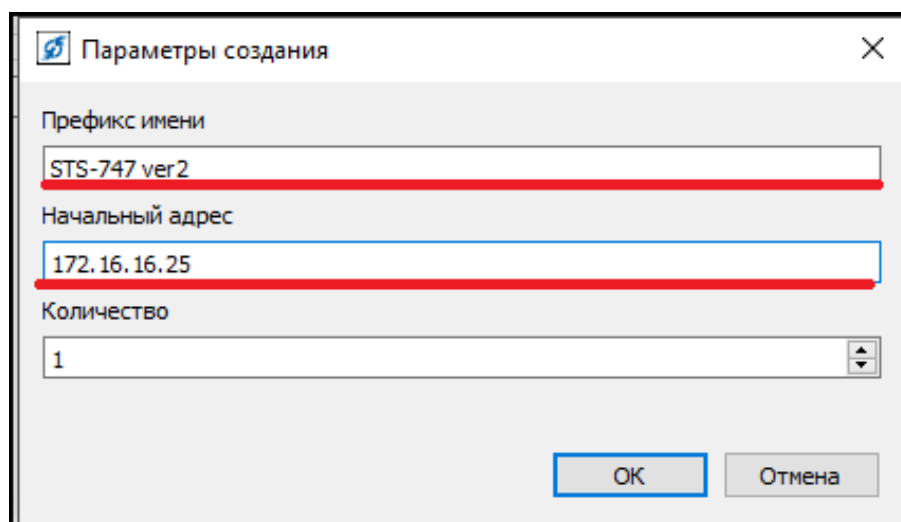 Параметры создания
Префикс имени
STS-747 ver2
Начальный адрес
172.16.16.25
Количество
1
OK Отмена